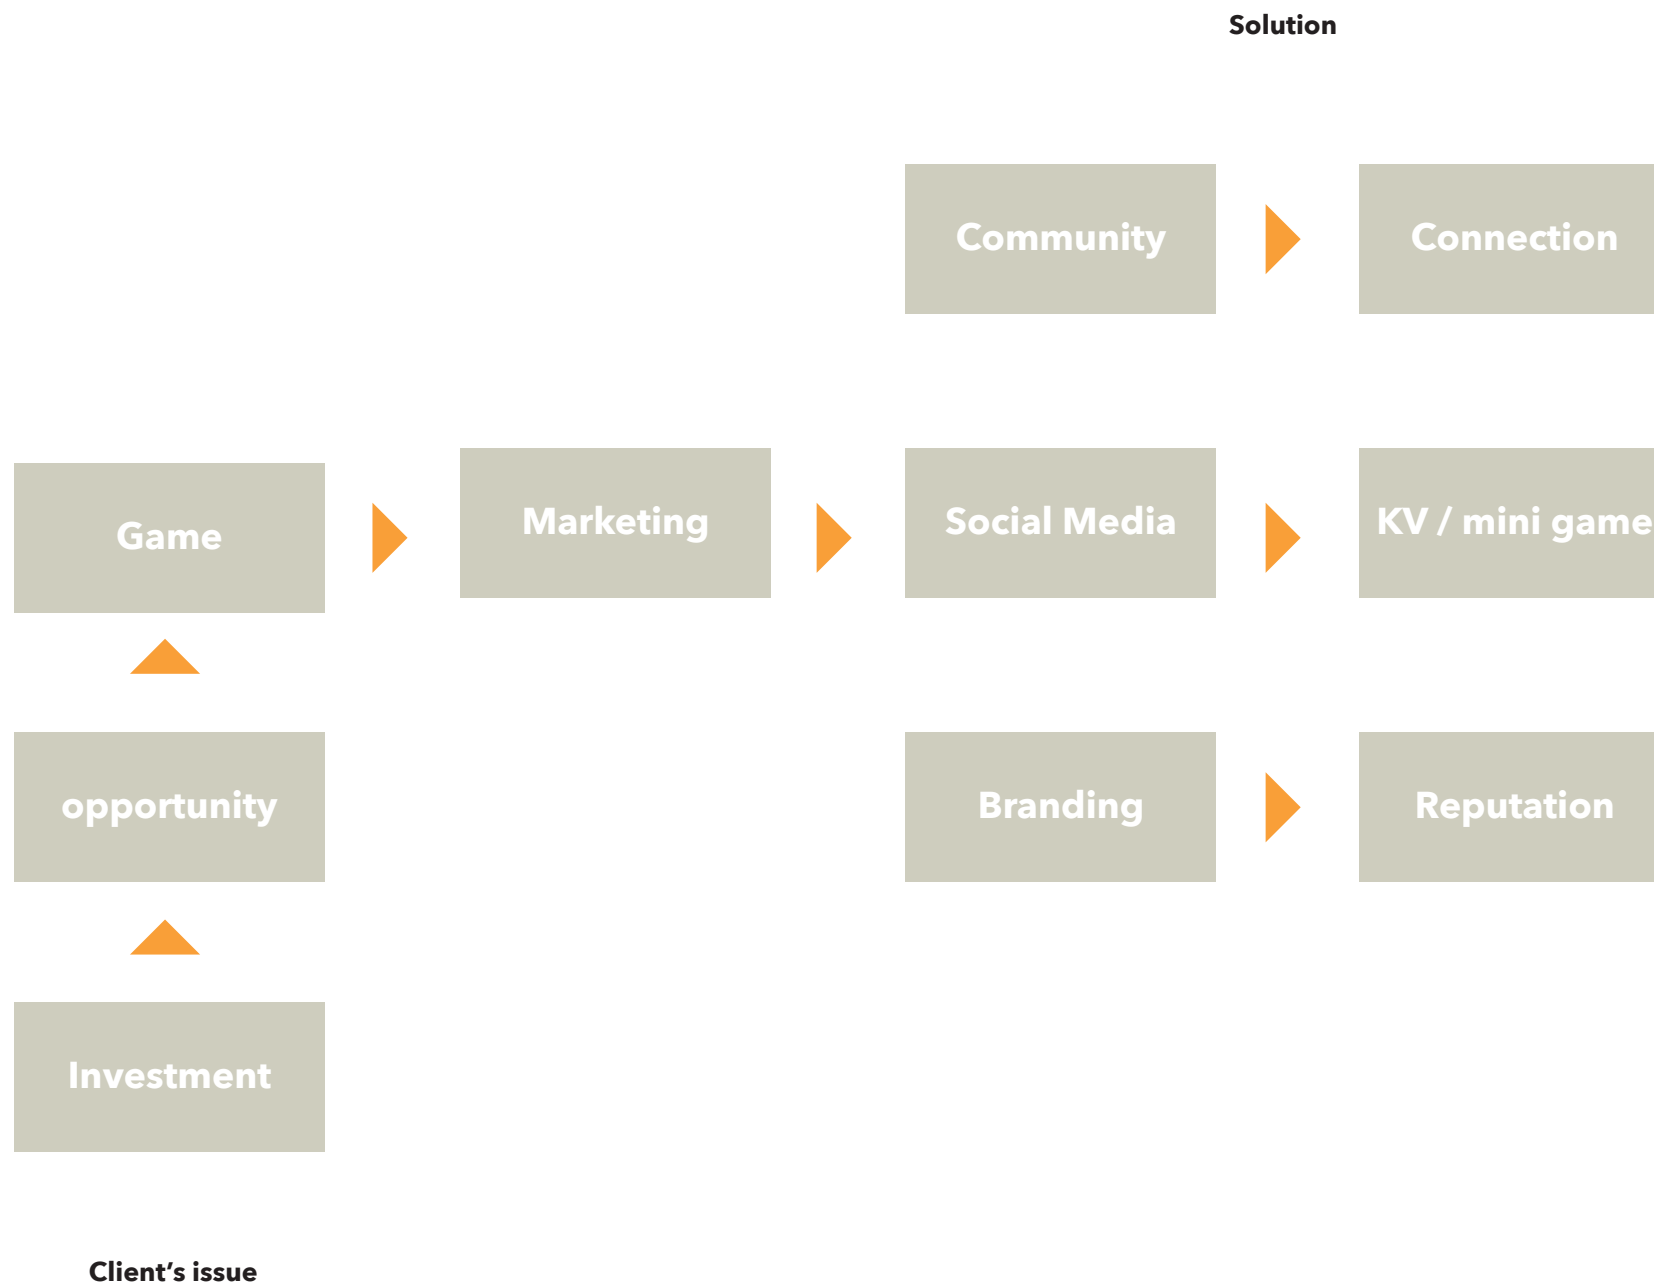 Solution
Community
Connection
Game
Marketing
Social Media
KV / mini game
opportunity
Branding
Reputation
Investment
Client’s issue